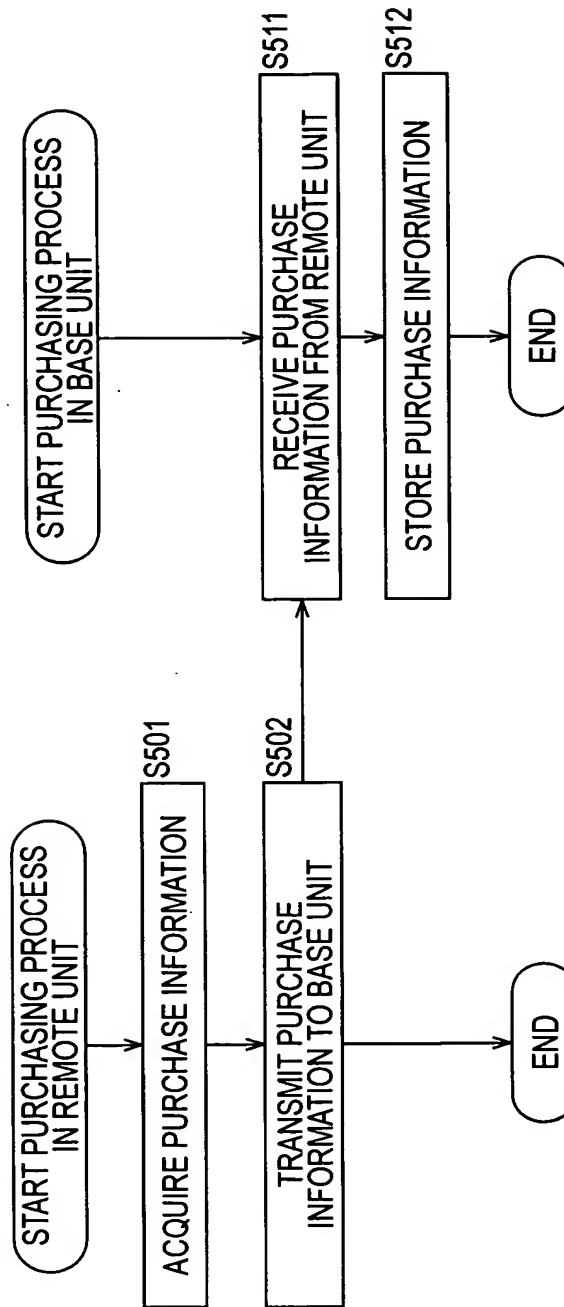 START PURCHASING PROCESS
IN REMOTE UNIT
S501
ACQUIRE PURCHASE INFORMATION
S502
TRANSMIT PURCHASE
INFORMATION TO BASE UNIT
END
START PURCHASING PROCESS
IN BASE UNIT
S511
RECEIVE PURCHASE
INFORMATION FROM REMOTE UNIT
S512
STORE PURCHASE INFORMATION
END